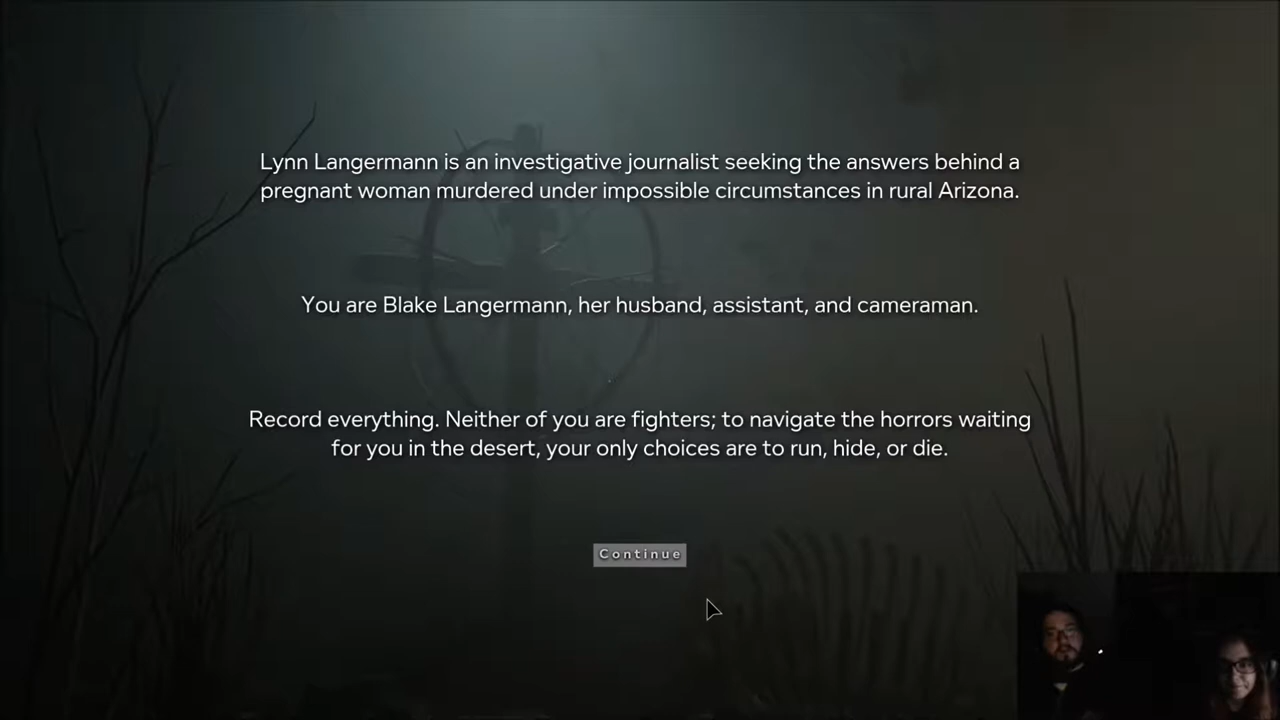 Lynn Langermann is an investigative journalist seeking the answers behind a
pregnant woman murdered under impossible circumstances in rural Arizona.
You are Blake Langermann, her husband, assistant, and cameraman.
Record everything. Neither of you are fighters; to navigate the horrors waiting
for you in the desert, your only choices are to run, hide, or die.
Continue